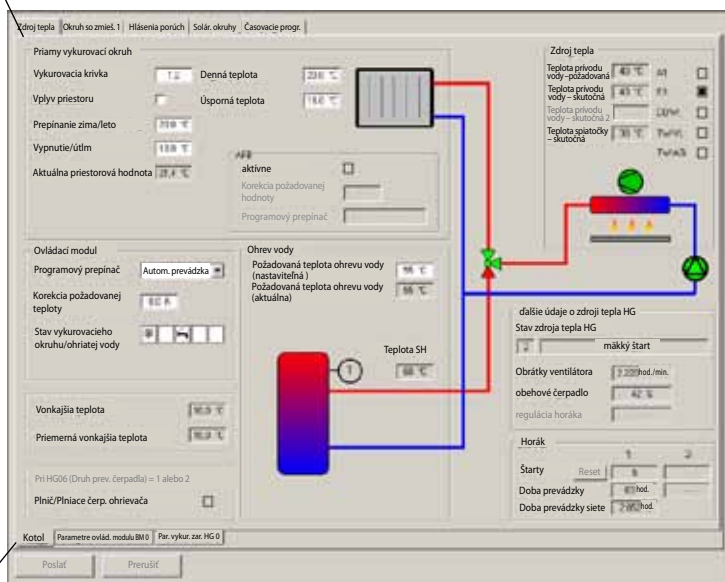 Zdroj tepla Okruh so zmieš. 1 Hlásenia porúch Solár. okruhy Časovacie progr.
Priamy vykurovací okruh
Vykurovacia krivka 1.2 Denná teplota
Vplyv priestoru Úsporná teplota
Prepínanie zima/leto
Vypnutie/útlm
Aktuálna priestorová hodnota
AFB
aktívne
Korekcia požadovanej
hodnoty
Programový prepínač
Zdroj tepla
Teplota prívodu
vody –požadovaná
Teplota prívodu
vody – skutočná
Teplota prívodu
vody – skutočná 2
Teplota spiatočky
– skutočná
Ovládací modul
Programový prepínač Autom. prevádzka
Korekcia požadovanej
teploty
Stav vykurovacieho
okruhu/ohriatej vody
Vonkajšia teplota
Priemerná vonkajšia teplota
Pri HG06 (Druh prev. čerpadla) = 1 alebo 2
Plnič/Plniace čerp. ohrievača
Ohrev vody
Požadovaná teplota ohrevu vody
(nastaviteľná )
Požadovaná teplota ohrevu vody
(aktuálna)
Teplota SH
1
ďalšie údaje o zdroji tepla HG
Stav zdroja tepla HG
mäkký štart
Obrátky ventilátora hod./min.
obehové čerpadlo 42 %
regulácia horáka
Horák
1 2
Štarty Reset
Doba prevádzky hod.
Doba prevádzky siete hod.
Kotol Parametre ovlád. modulu BM 0 Par. vykur. zar. HG 0
Poslať Prerušiť